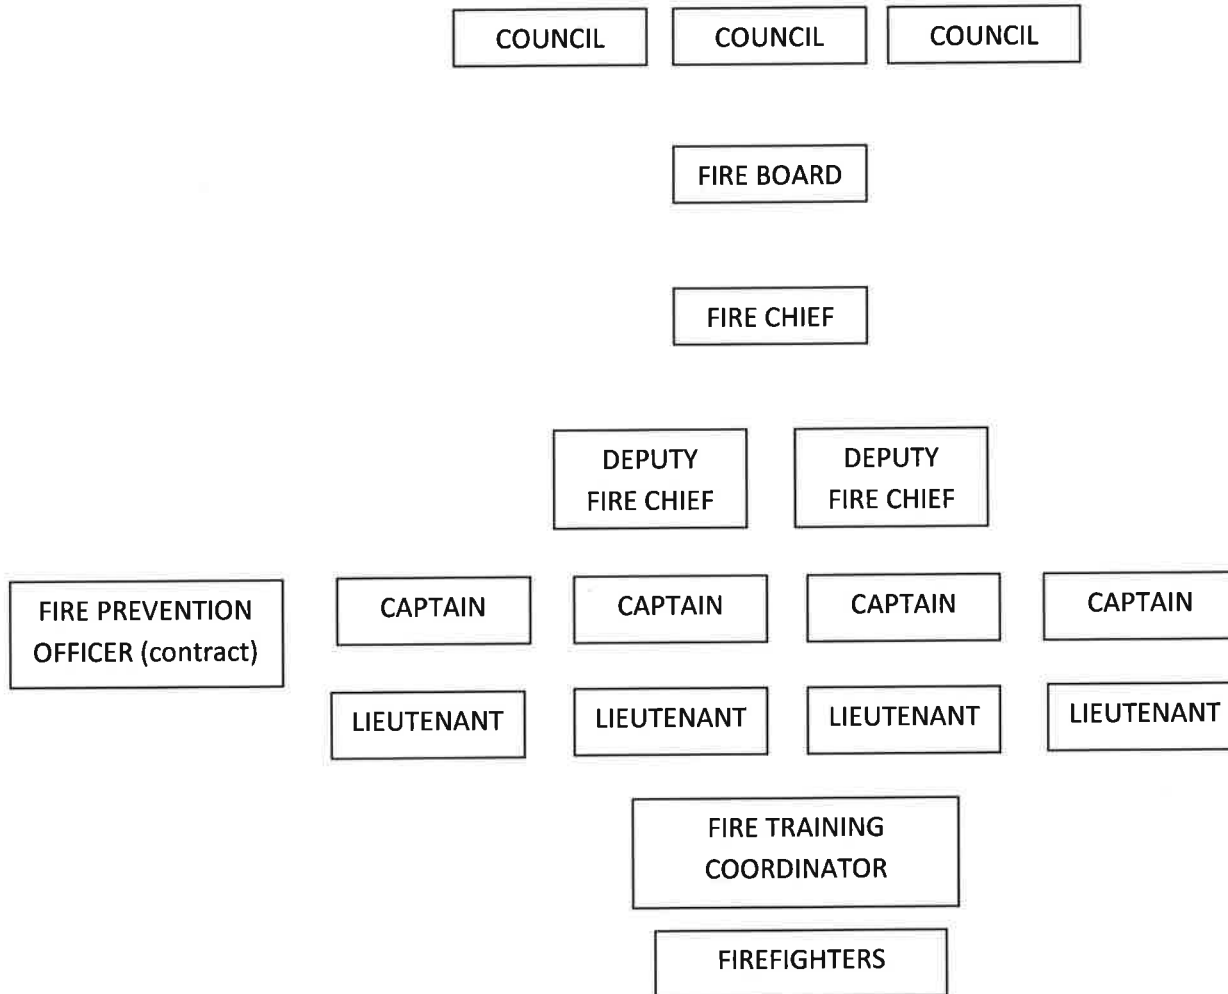 COUNCIL COUNCIL COUNCIL
FIRE BOARD
FIRE CHIEF
DEPUTY
FIRE CHIEF
DEPUTY
FIRE CHIEF
FIRE PREVENTION
OFFICER (contract)
CAPTAIN CAPTAIN CAPTAIN CAPTAIN
LIEUTENANT LIEUTENANT LIEUTENANT LIEUTENANT
FIRE TRAINING
COORDINATOR
FIREFIGHTERS